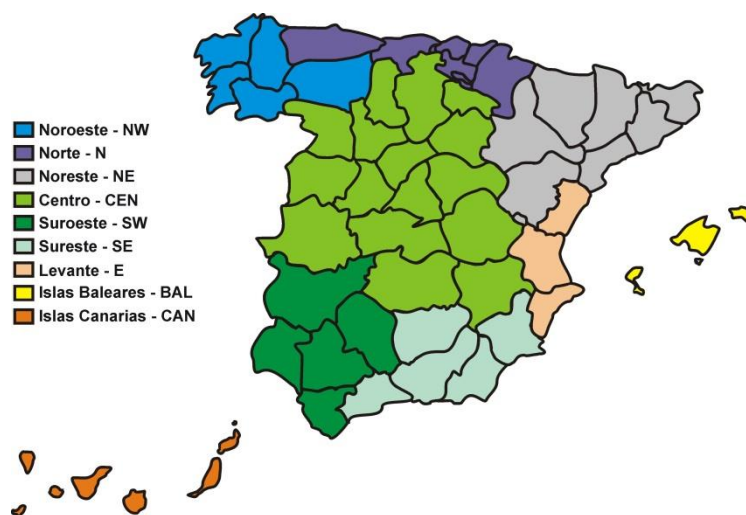 Noroeste - NW
Norte - N
Noreste - NE
Centro - CEN
Suroeste - SW
Sureste - SE
Levante - E
Islas Baleares - BAL
Islas Canarias - CAN